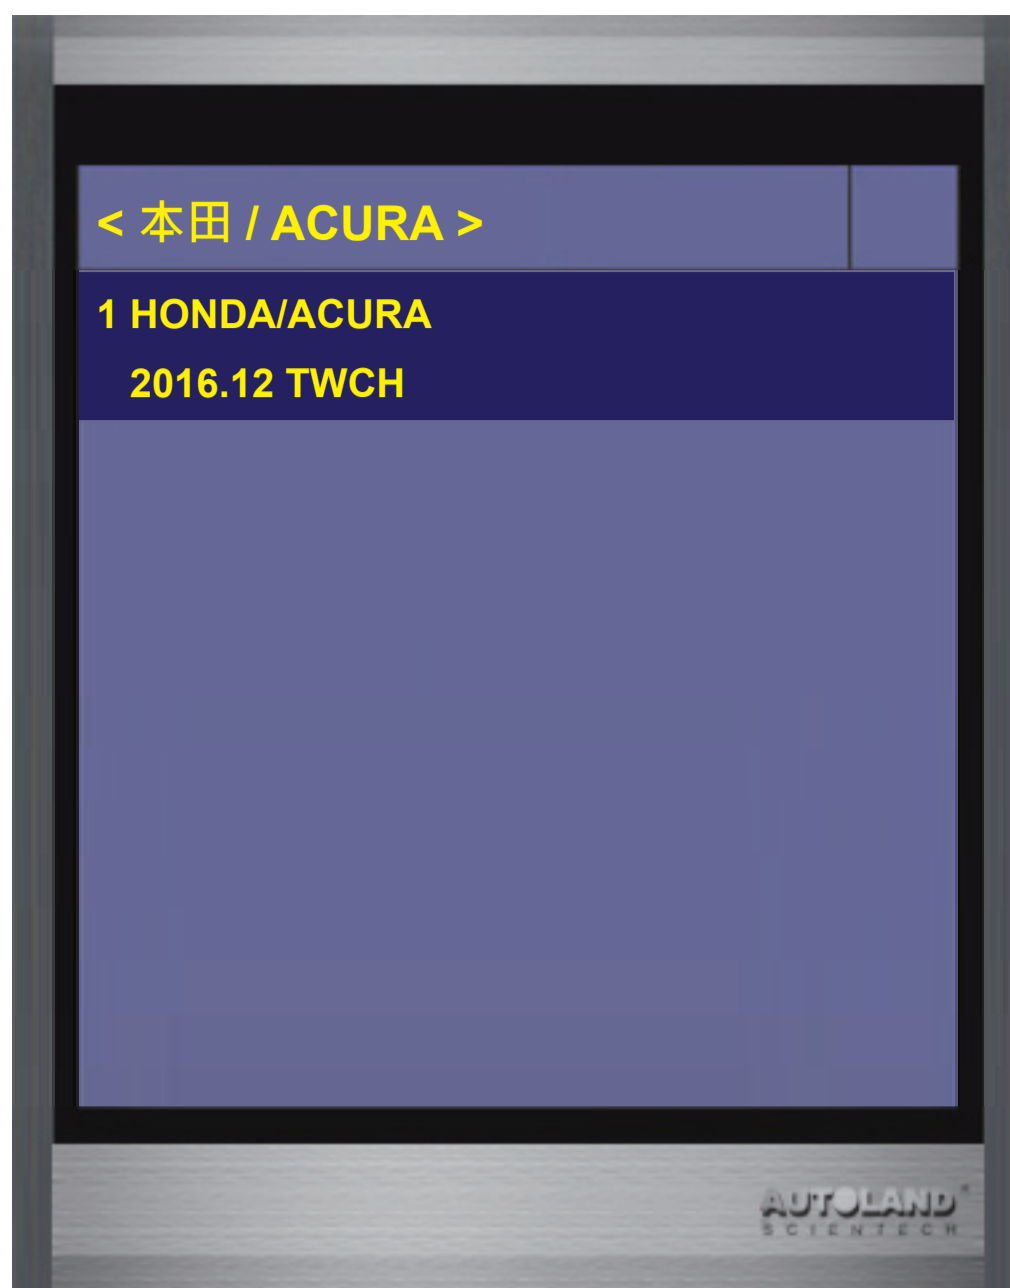 < 本田 / ACURA >
1 HONDA/ACURA
2016.12 TWCH
AUTOLAND
SCIENTECH